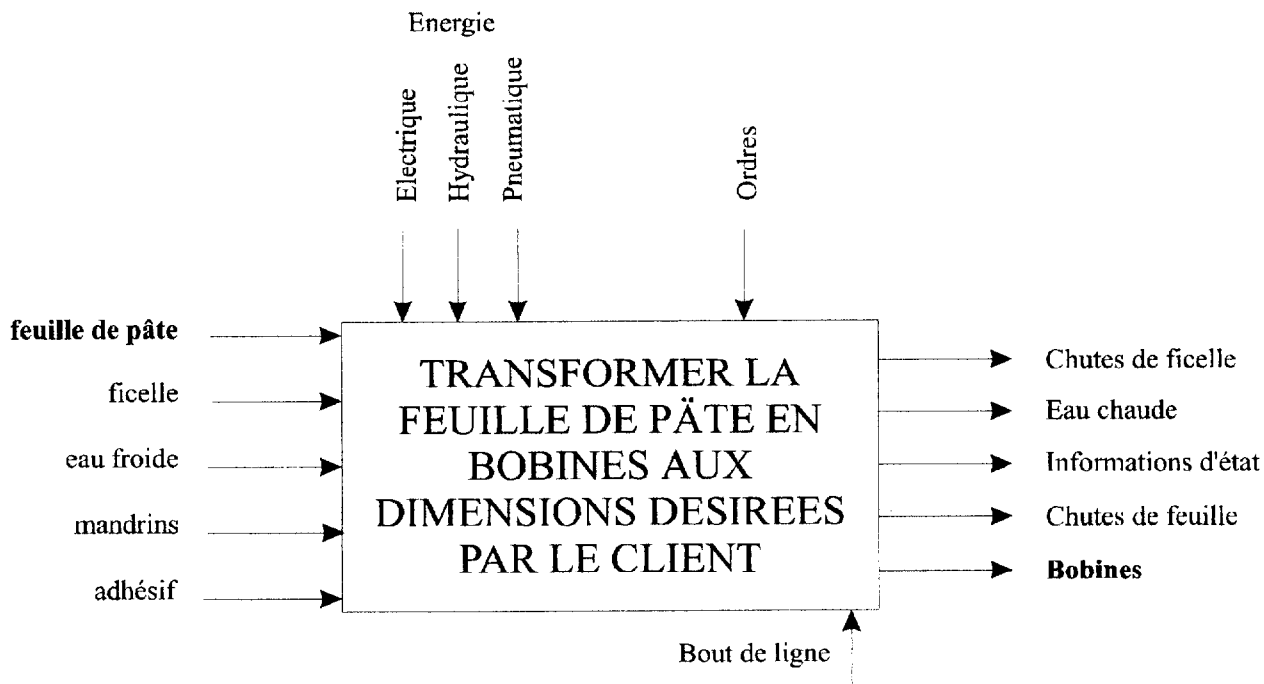 Energie
Electrique
Hydraulique
Pneumatique
Ordres
feuille de pâte
ficelle
eau froide
mandrins
adhésif
TRANSFORMER LA
FEUILLE DE PÄTE EN
BOBINES AUX
DIMENSIONS DESIREES
PAR LE CLIENT
Chutes de ficelle
Eau chaude
Informations d'état
Chutes de feuille
Bobines
Bout de ligne